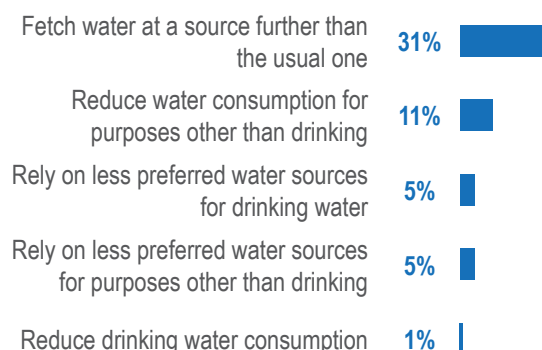 Fetch water at a source further than
the usual one
31%
Reduce water consumption for
purposes other than drinking
11%
Rely on less preferred water sources
for drinking water
5%
Rely on less preferred water sources
for purposes other than drinking
5%
Reduce drinking water consumption
1%